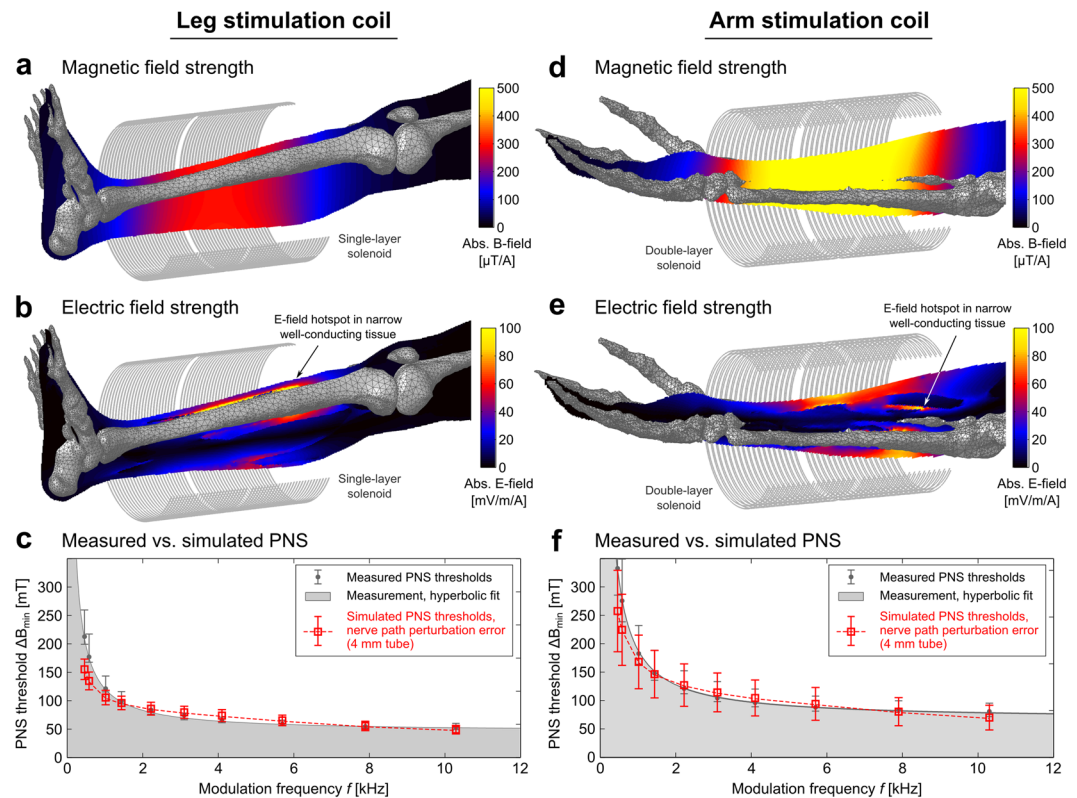 Leg stimulation coil
a Magnetic field strength
500
400
300
200
100
0
Abs. B-field
[µT/A]
Single-layer
solenoid
b Electric field strength
E-field hotspot in narrow
well-conducting tissue
100
80
60
40
20
0
Abs. E-field
[mV/m/A]
Single-layer
solenoid
c Measured vs. simulated PNS
PNS threshold ΔBmin [mT]
300
250
200
150
100
50
0
Measured PNS thresholds
Measurement, hyperbolic fit
Simulated PNS thresholds,
nerve path perturbation error
(4 mm tube)
0 2 4 6 8 10 12
Modulation frequency f [kHz]
Arm stimulation coil
d Magnetic field strength
500
400
300
200
100
0
Abs. B-field
[µT/A]
Double-layer
solenoid
e Electric field strength
E-field hotspot in narrow
well-conducting tissue
100
80
60
40
20
0
Abs. E-field
[mV/m/A]
Double-layer
solenoid
f Measured vs. simulated PNS
PNS threshold ΔBmin [mT]
300
250
200
150
100
50
0
Measured PNS thresholds
Measurement, hyperbolic fit
Simulated PNS thresholds,
nerve path perturbation error
(4 mm tube)
0 2 4 6 8 10 12
Modulation frequency f [kHz]